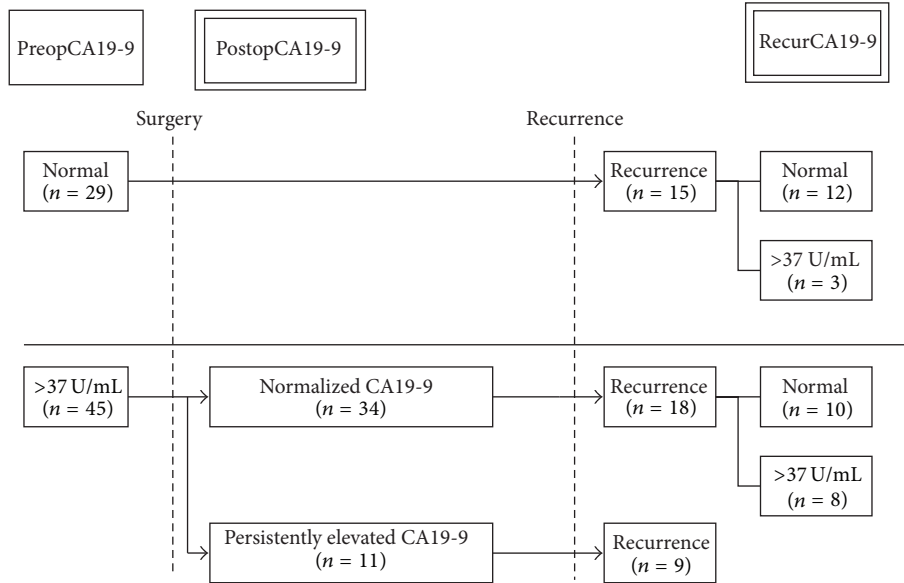 PreopCA19-9
PostopCA19-9
RecurCA19-9
Surgery
Recurrence
Normal
(n = 29)
Recurrence
(n = 15)
Normal
(n = 12)
>37 U/mL
(n = 3)
>37 U/mL
(n = 45)
Normalized CA19-9
(n = 34)
Recurrence
(n = 18)
Normal
(n = 10)
>37 U/mL
(n = 8)
Persistently elevated CA19-9
(n = 11)
Recurrence
(n = 9)